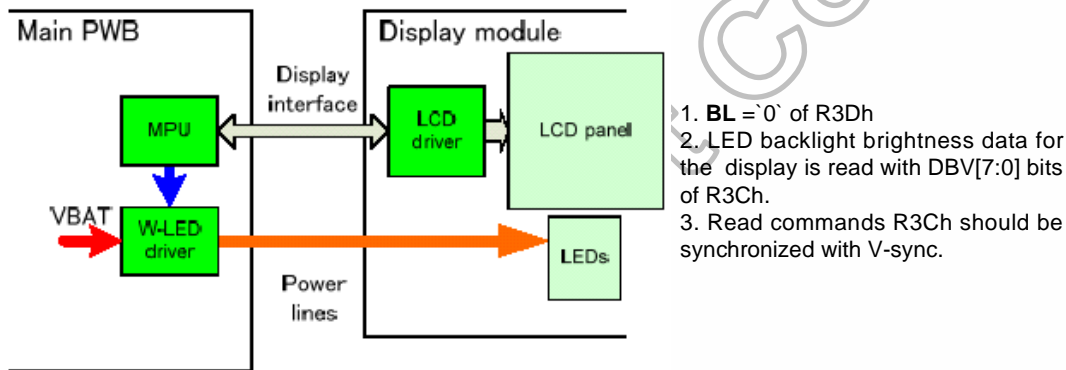 Main PWB
Display module
Display
interface
MPU
LCD
driver
LCD panel
VBAT
W-LED
driver
LEDs
Power
lines
1. BL =`0` of R3Dh
2. LED backlight brightness data for
the display is read with DBV[7:0] bits
of R3Ch.
3. Read commands R3Ch should be
synchronized with V-sync.